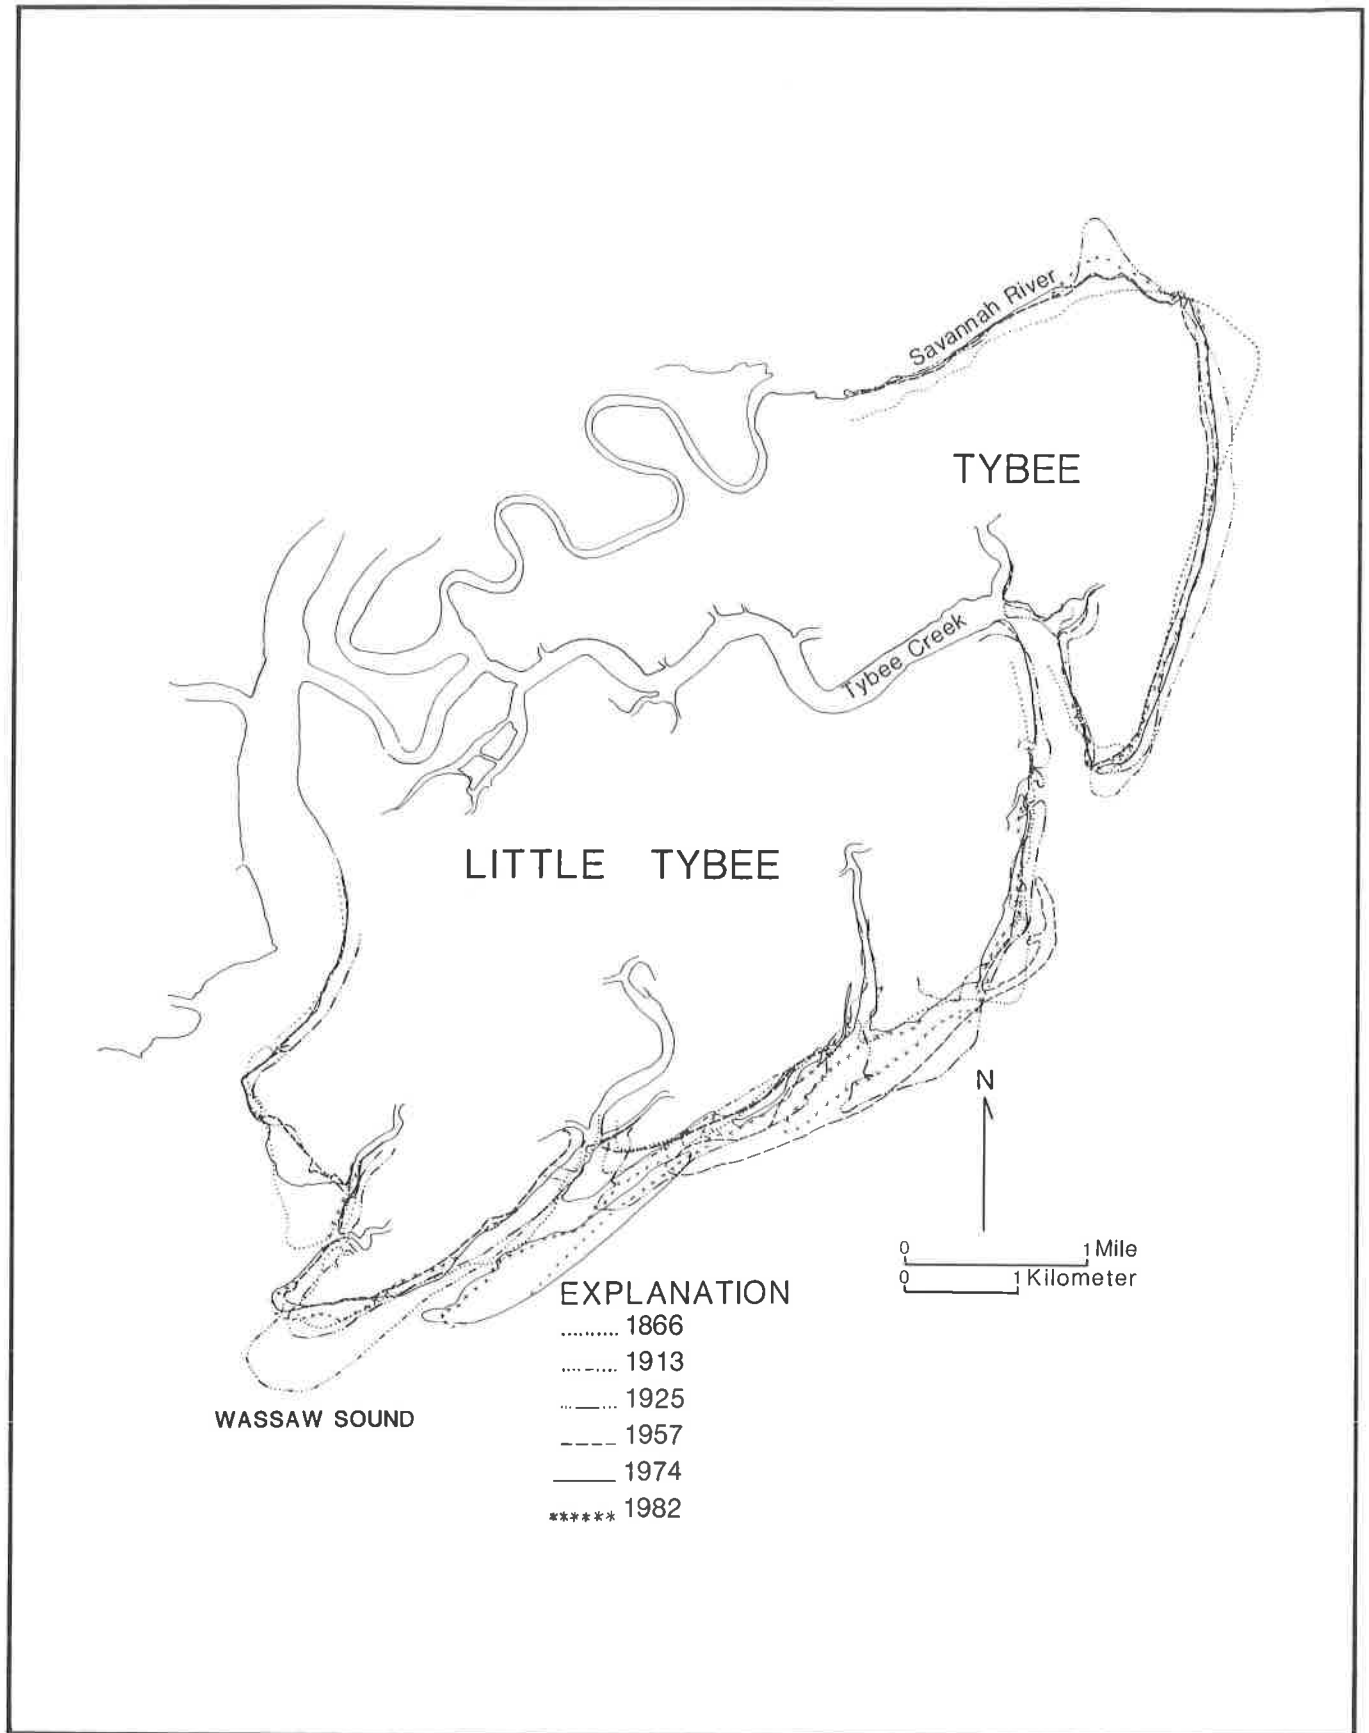 Savannah River
TYBEE
Tybee Creek
LITTLE TYBEE
N
0 1 Mile
0 1 Kilometer
EXPLANATION
1866
1913
1925
1957
1974
1982
WASSAW SOUND